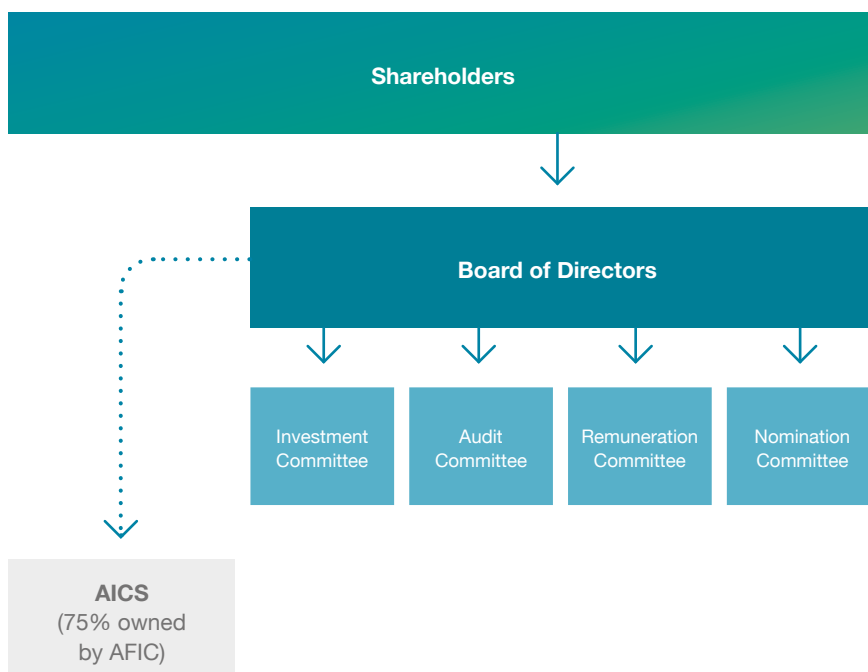 Shareholders
Board of Directors
Investment
Committee
Audit
Committee
Remuneration
Committee
Nomination
Committee
AICS
(75% owned
by AFIC)